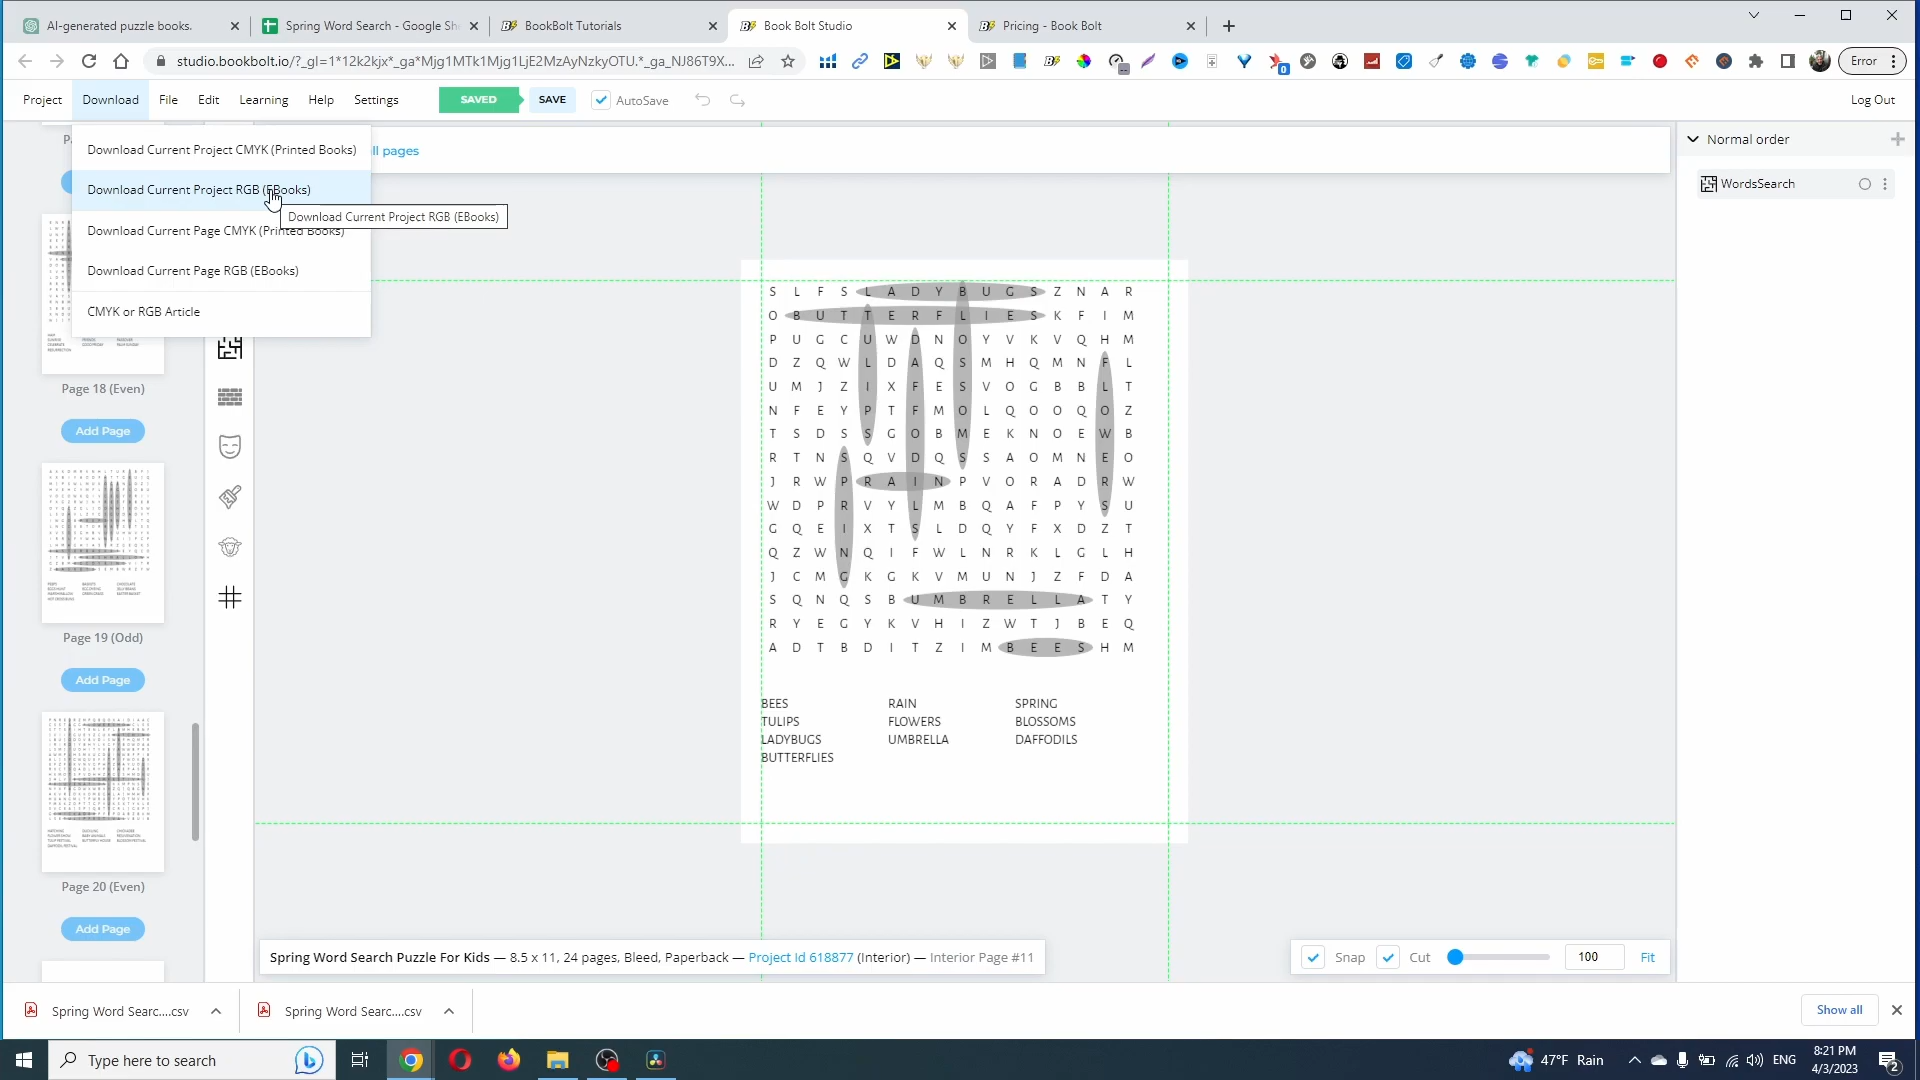 AI-generated puzzle books.
Spring Word Search - Google She
BookBolt Tutorials
Book Bolt Studio
Pricing - Book Bolt
studio.bookbolt.io/?_gl=1*12k2kjx*_ga*Mjg1MTk1Mjg1LjE2MzAyNzkyOTU.*_ga_NJ86T9X...
0
Error
Project
Download
File
Edit
Learning
Help
Settings
SAVED
SAVE
AutoSave
Log Out
Download Current Project CMYK (Printed Books)
ll pages
Download Current Project RGB (EBooks)
Download Current Project RGB (EBooks)
Download Current Page CMYK (Printed Books)
Download Current Page RGB (EBooks)
CMYK or RGB Article
Normal order
WordsSearch
S L F S L A D Y B U G S Z N A R
O B U T T E R F L I E S K F I M
P U G C U W D N O Y V K V Q H M
D Z Q W L D A Q S M H Q M N F L
U M J Z I X F E S V O G B B L T
N F E Y P T F M O L Q O O Q O Z
T S D S S G O B M E K N O E W B
R T N S Q V D Q S S A O M N E O
J R W P R A I N P V O R A D R W
W D P R V Y L M B Q A F P Y S U
G Q E I X T S L D Q Y F X D Z T
Q Z W N Q I F W L N R K L G L H
J C M G K G K V M U N J Z F D A
S Q N Q S B U M B R E L L A T Y
R Y E G Y K V H I Z W T J B E Q
A D T B D I T Z I M B E E S H M
BEES RAIN SPRING
TULIPS FLOWERS BLOSSOMS
LADYBUGS UMBRELLA DAFFODILS
BUTTERFLIES
Page 18 (Even)
Add Page
Page 19 (Odd)
Add Page
Page 20 (Even)
Add Page
Spring Word Search Puzzle For Kids — 8.5 x 11, 24 pages, Bleed, Paperback — Project Id 618877 (Interior) — Interior Page #11
Snap
Cut
100
Fit
Spring Word Searc....csv
Spring Word Searc....csv
Show all
Type here to search
47°F Rain
ENG
8:21 PM
4/3/2023
2